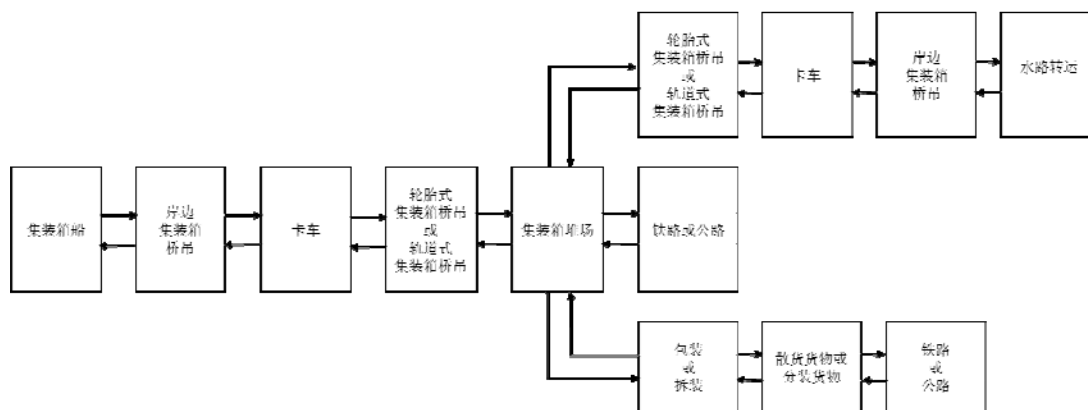 轮胎式
集装箱桥吊
或
轨道式
集装箱桥吊
卡车
岸边
集装箱
桥吊
水路转运
集装箱船
岸边
集装箱
桥吊
卡车
轮胎式
集装箱桥吊
或
轨道式
集装箱桥吊
集装箱堆场
铁路或公路
包装
或
拆装
散货货物或
分装货物
铁路
或
公路